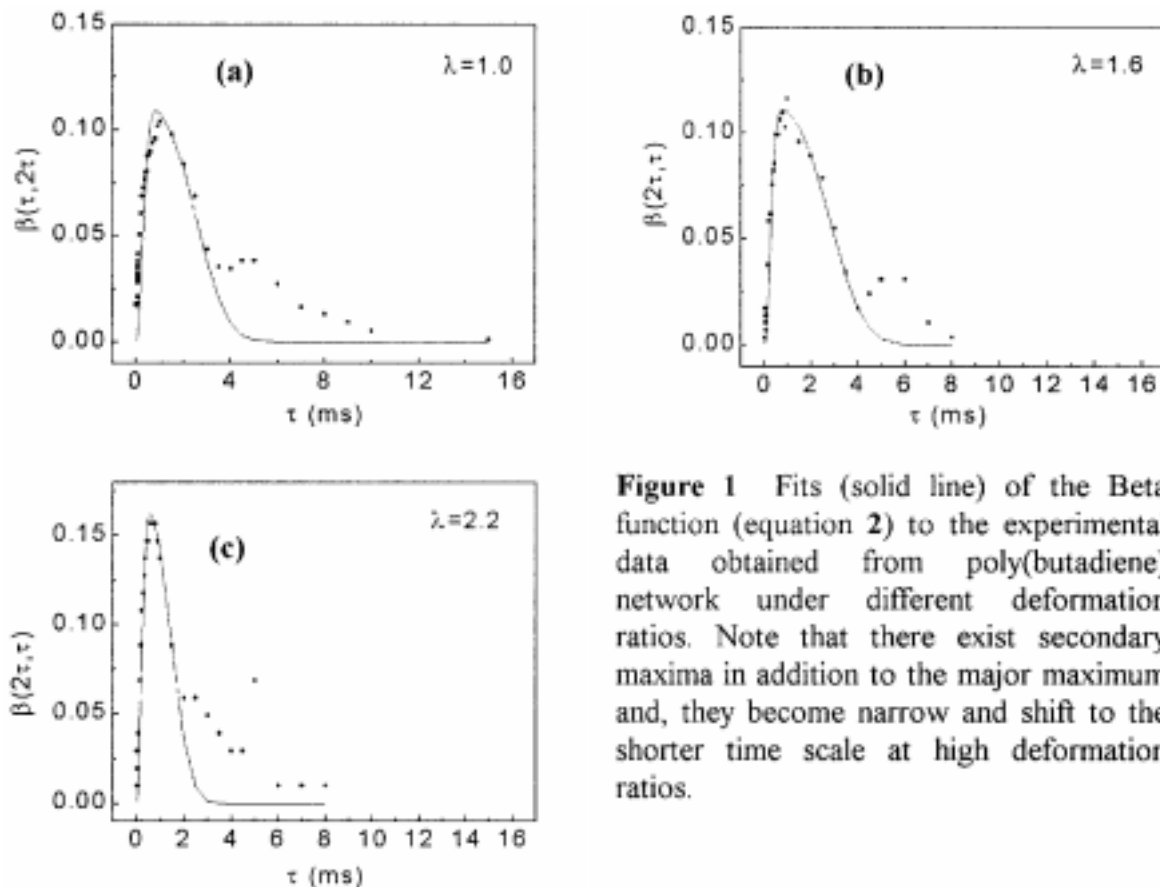 0.15
0.10
0.05
0.00
β(τ,2τ)
(a)
λ=1.0
0 4 8 12 16
τ (ms)
0.15
0.10
0.05
0.00
β(2τ,τ)
(b)
λ=1.6
0 2 4 6 8 10 12 14 16
τ (ms)
0.15
0.10
0.05
0.00
β(2τ,τ)
(c)
λ=2.2
0 2 4 6 8 10 12 14 16
τ (ms)
Figure 1 Fits (solid line) of the Beta
function (equation 2) to the experimenta
data obtained from poly(butadiene)
network under different deformation
ratios. Note that there exist secondary
maxima in addition to the major maximum
and, they become narrow and shift to the
shorter time scale at high deformation
ratios.